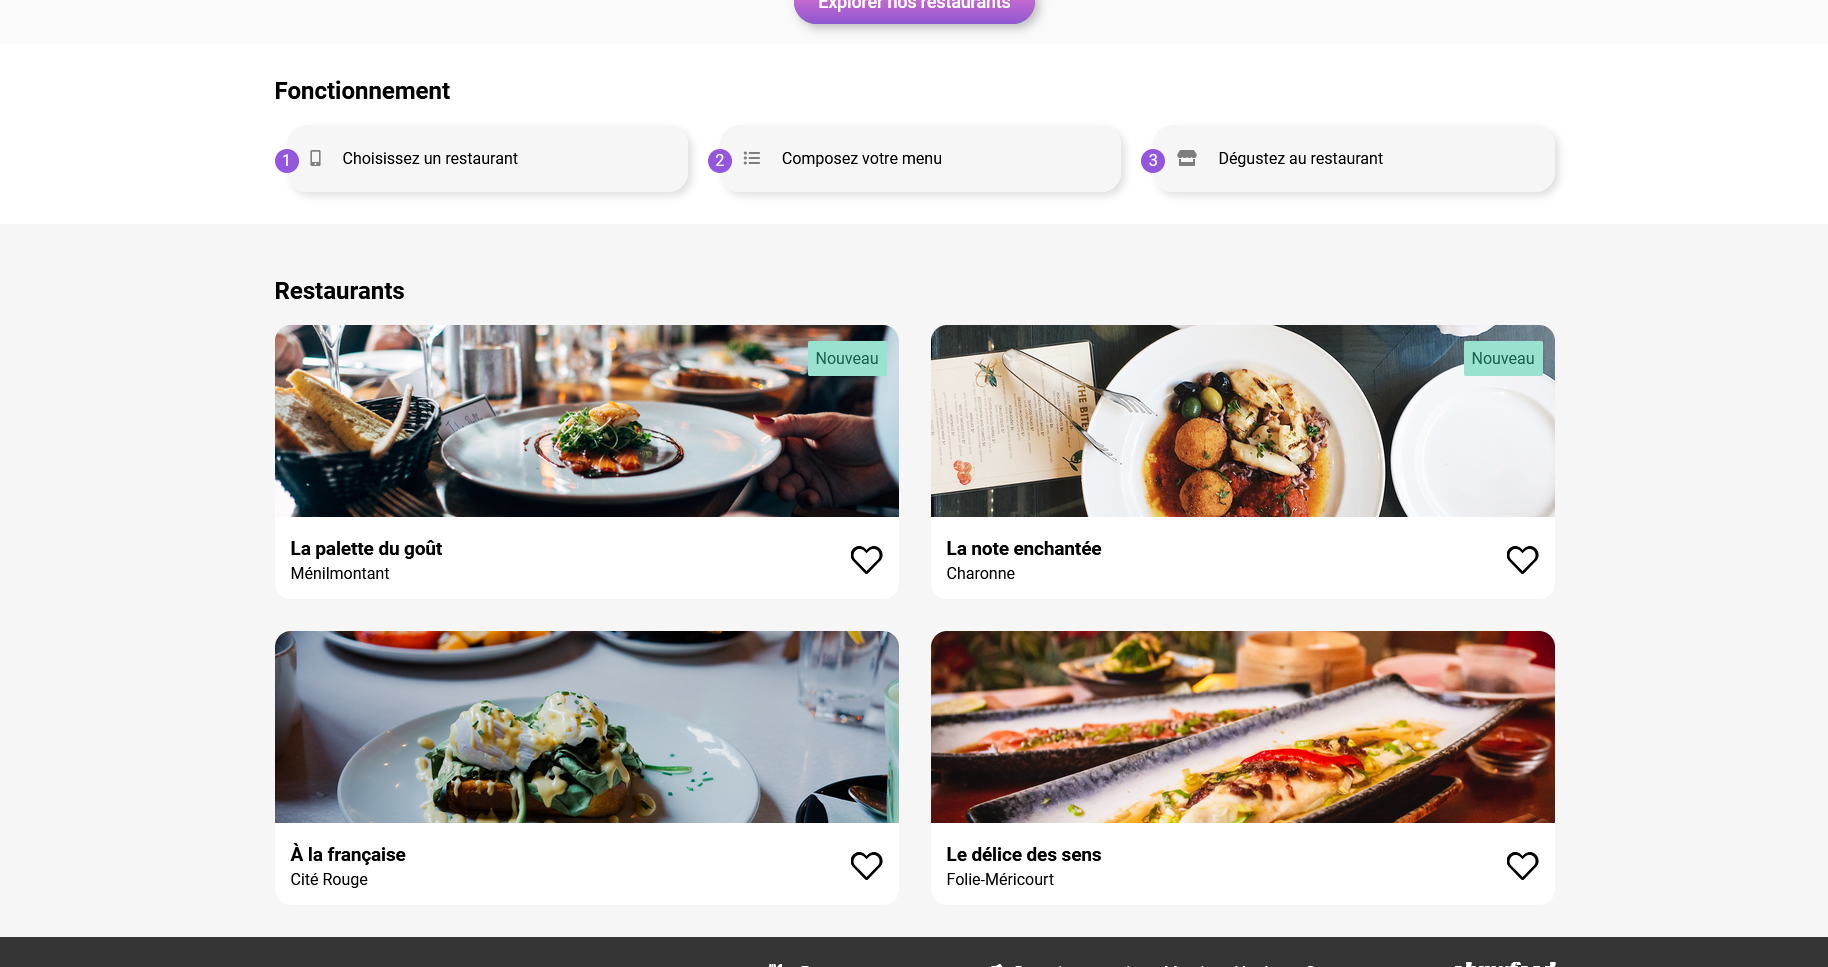 Explorer nos restaurants
Fonctionnement
1 Choisissez un restaurant
2 Composez votre menu
3 Dégustez au restaurant
Restaurants
Nouveau
Nouveau
THE BITE
La palette du goût
Ménilmontant
La note enchantée
Charonne
À la française
Cité Rouge
Le délice des sens
Folie-Méricourt